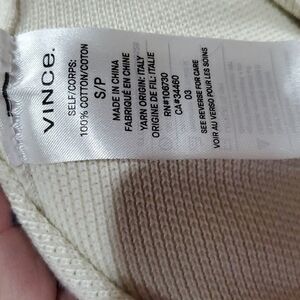 VINCE.
SELF/CORPS:
100% COTTON/COTON
S/P
MADE IN CHINA
FABRIQUÉ EN CHINE
YARN ORIGIN: ITALY
ORIGINE DE FIL: ITALIE
RN#106730
CA#34460
03
SEE REVERSE FOR CARE
VOIR AU VERSO POUR LES SOINS